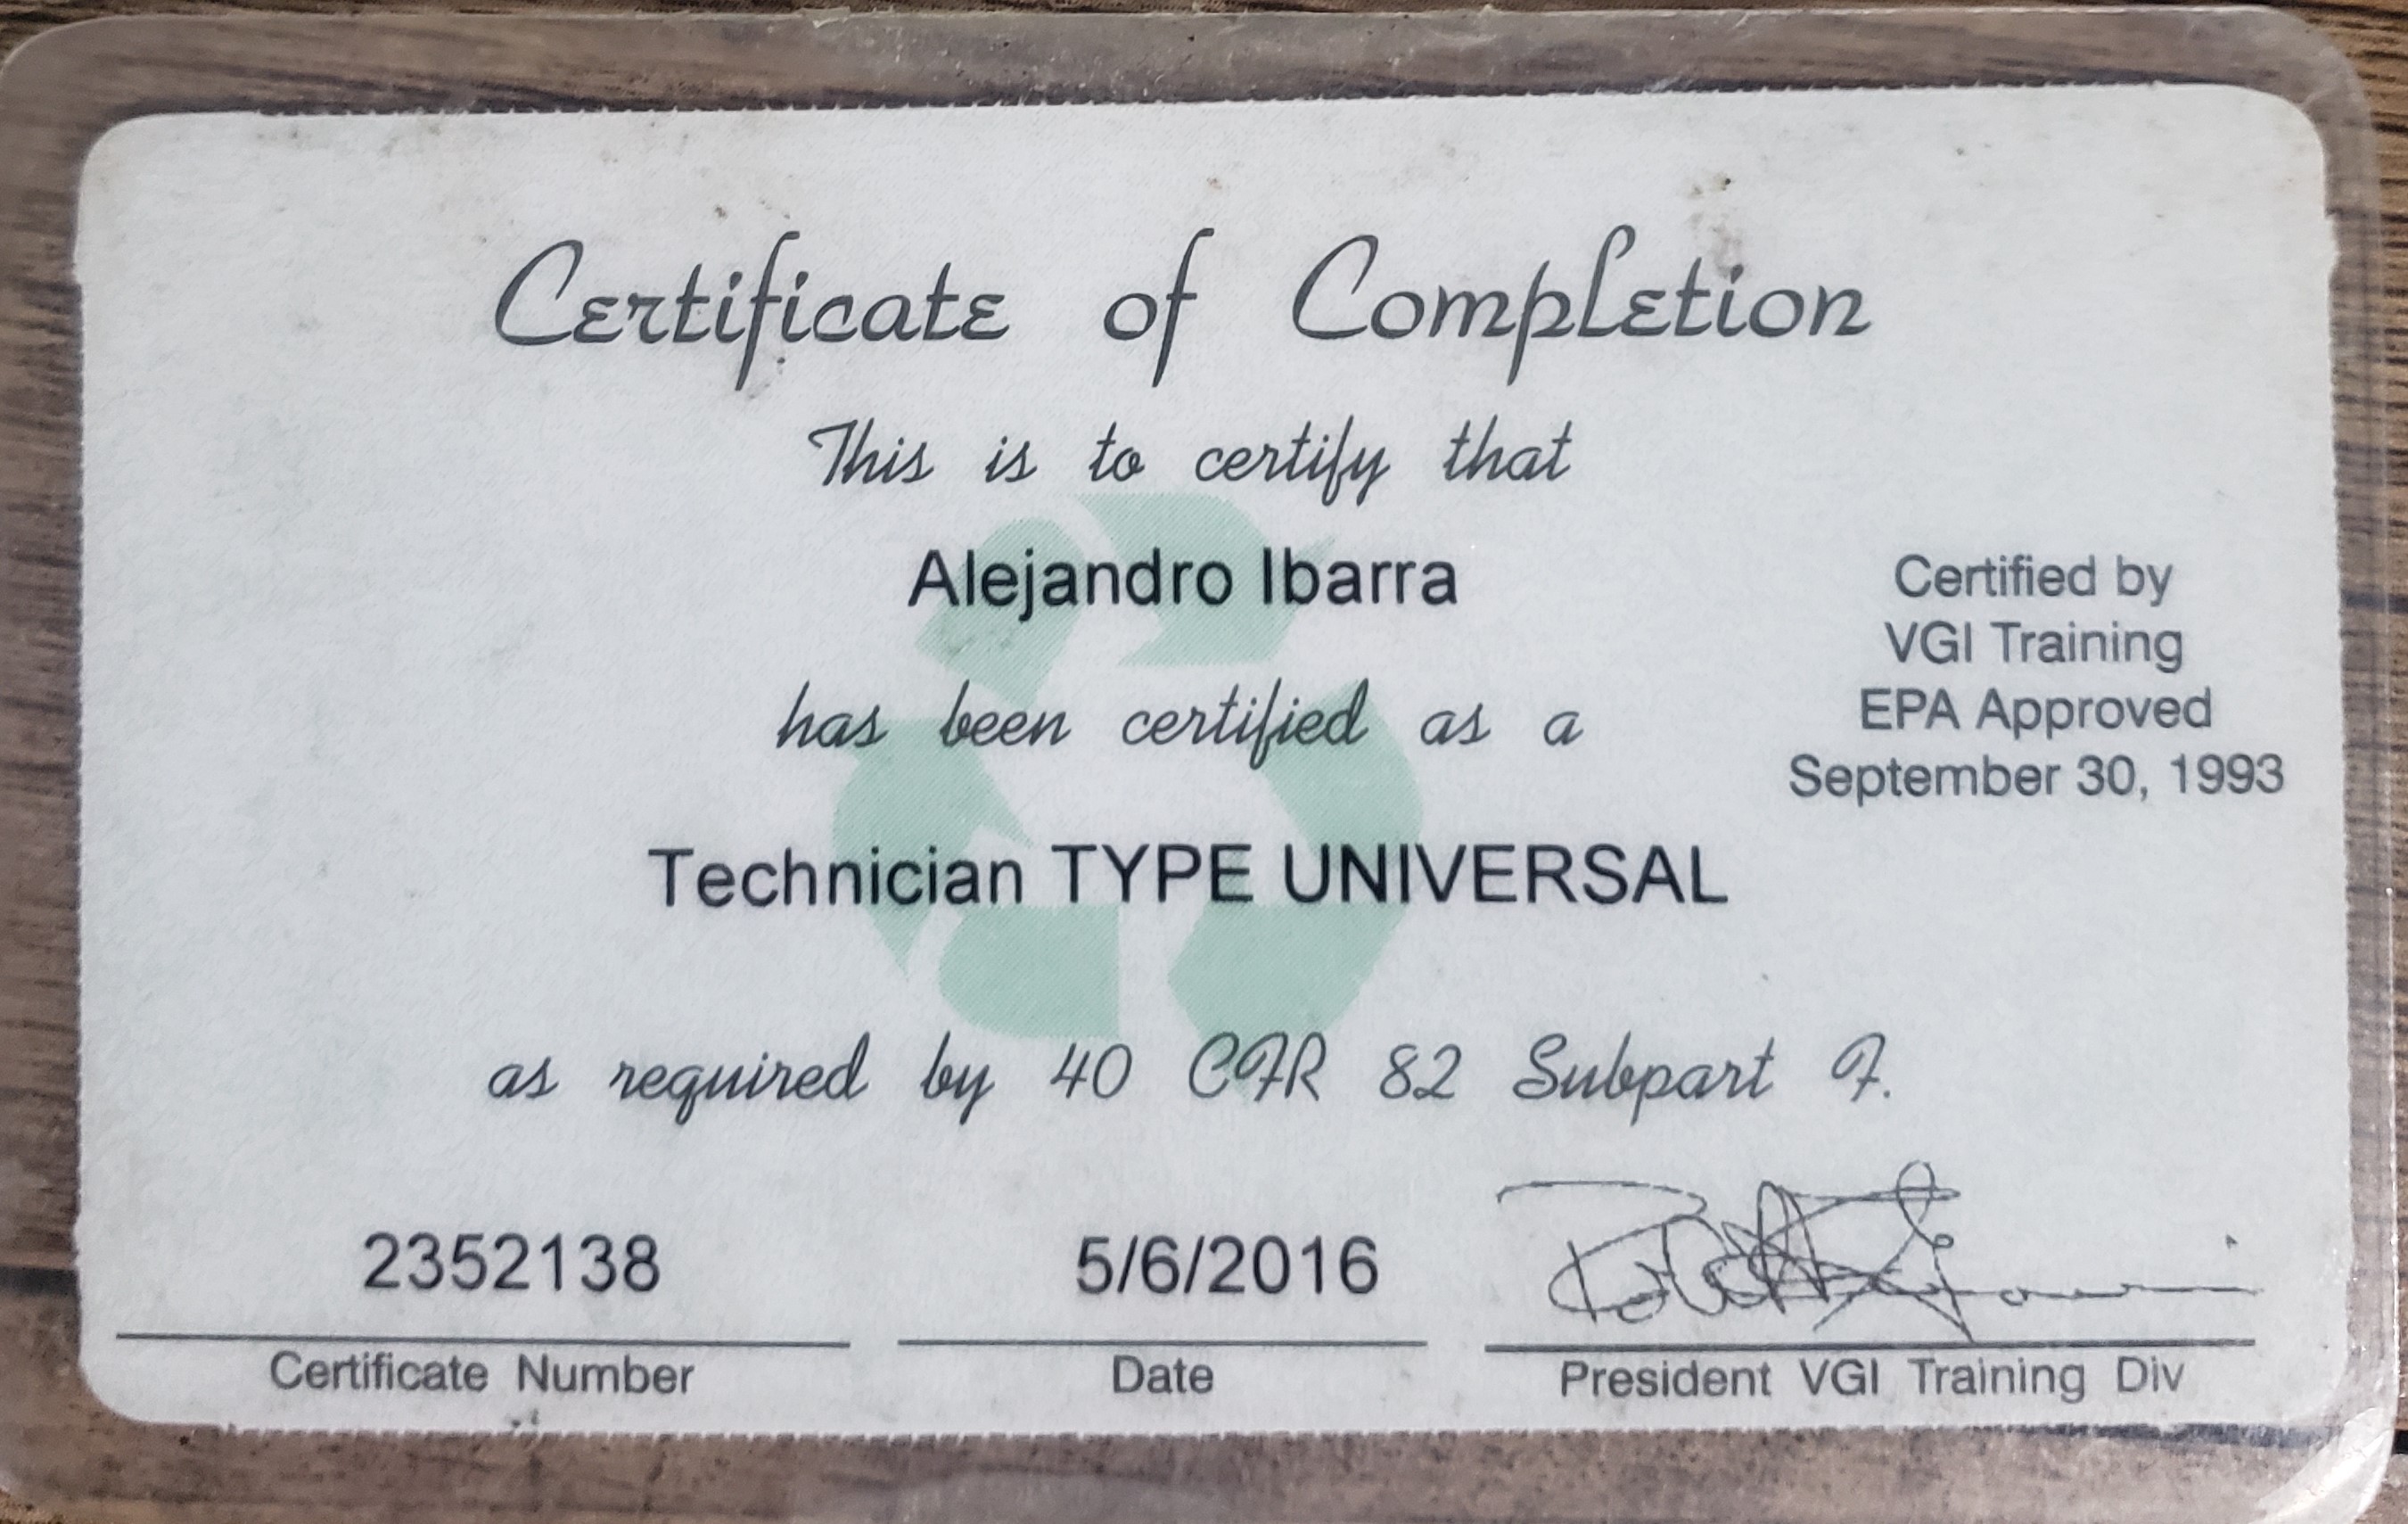 Certificate of Completion
This is to certify that
Alejandro Ibarra
has been certified as a
Technician TYPE UNIVERSAL
Certified by
VGI Training
EPA Approved
September 30, 1993
as required by 40 CFR 82 Subpart F.
2352138
Certificate Number
5/6/2016
Date
President VGI Training Div